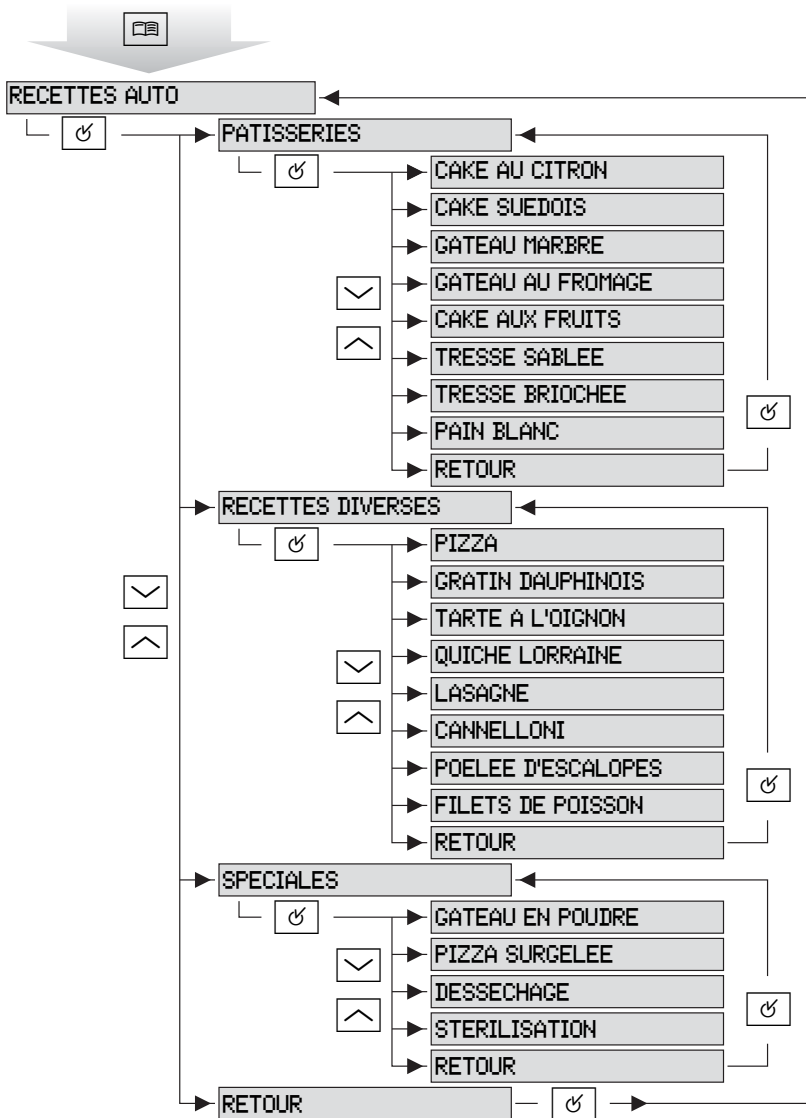 RECETTES AUTO
PATISSERIES
CAKE AU CITRON
CAKE SUEDOIS
GATEAU MARBRE
GATEAU AU FROMAGE
CAKE AUX FRUITS
TRESSE SABLEE
TRESSE BRIOCHEE
PAIN BLANC
RETOUR
RECETTES DIVERSES
PIZZA
GRATIN DAUPHINOIS
TARTE A L'OIGNON
QUICHE LORRAINE
LASAGNE
CANNELLONI
POELEE D'ESCALOPES
FILETS DE POISSON
RETOUR
SPECIALES
GATEAU EN POUDRE
PIZZA SURGELEE
DESSECHAGE
STERILISATION
RETOUR
RETOUR